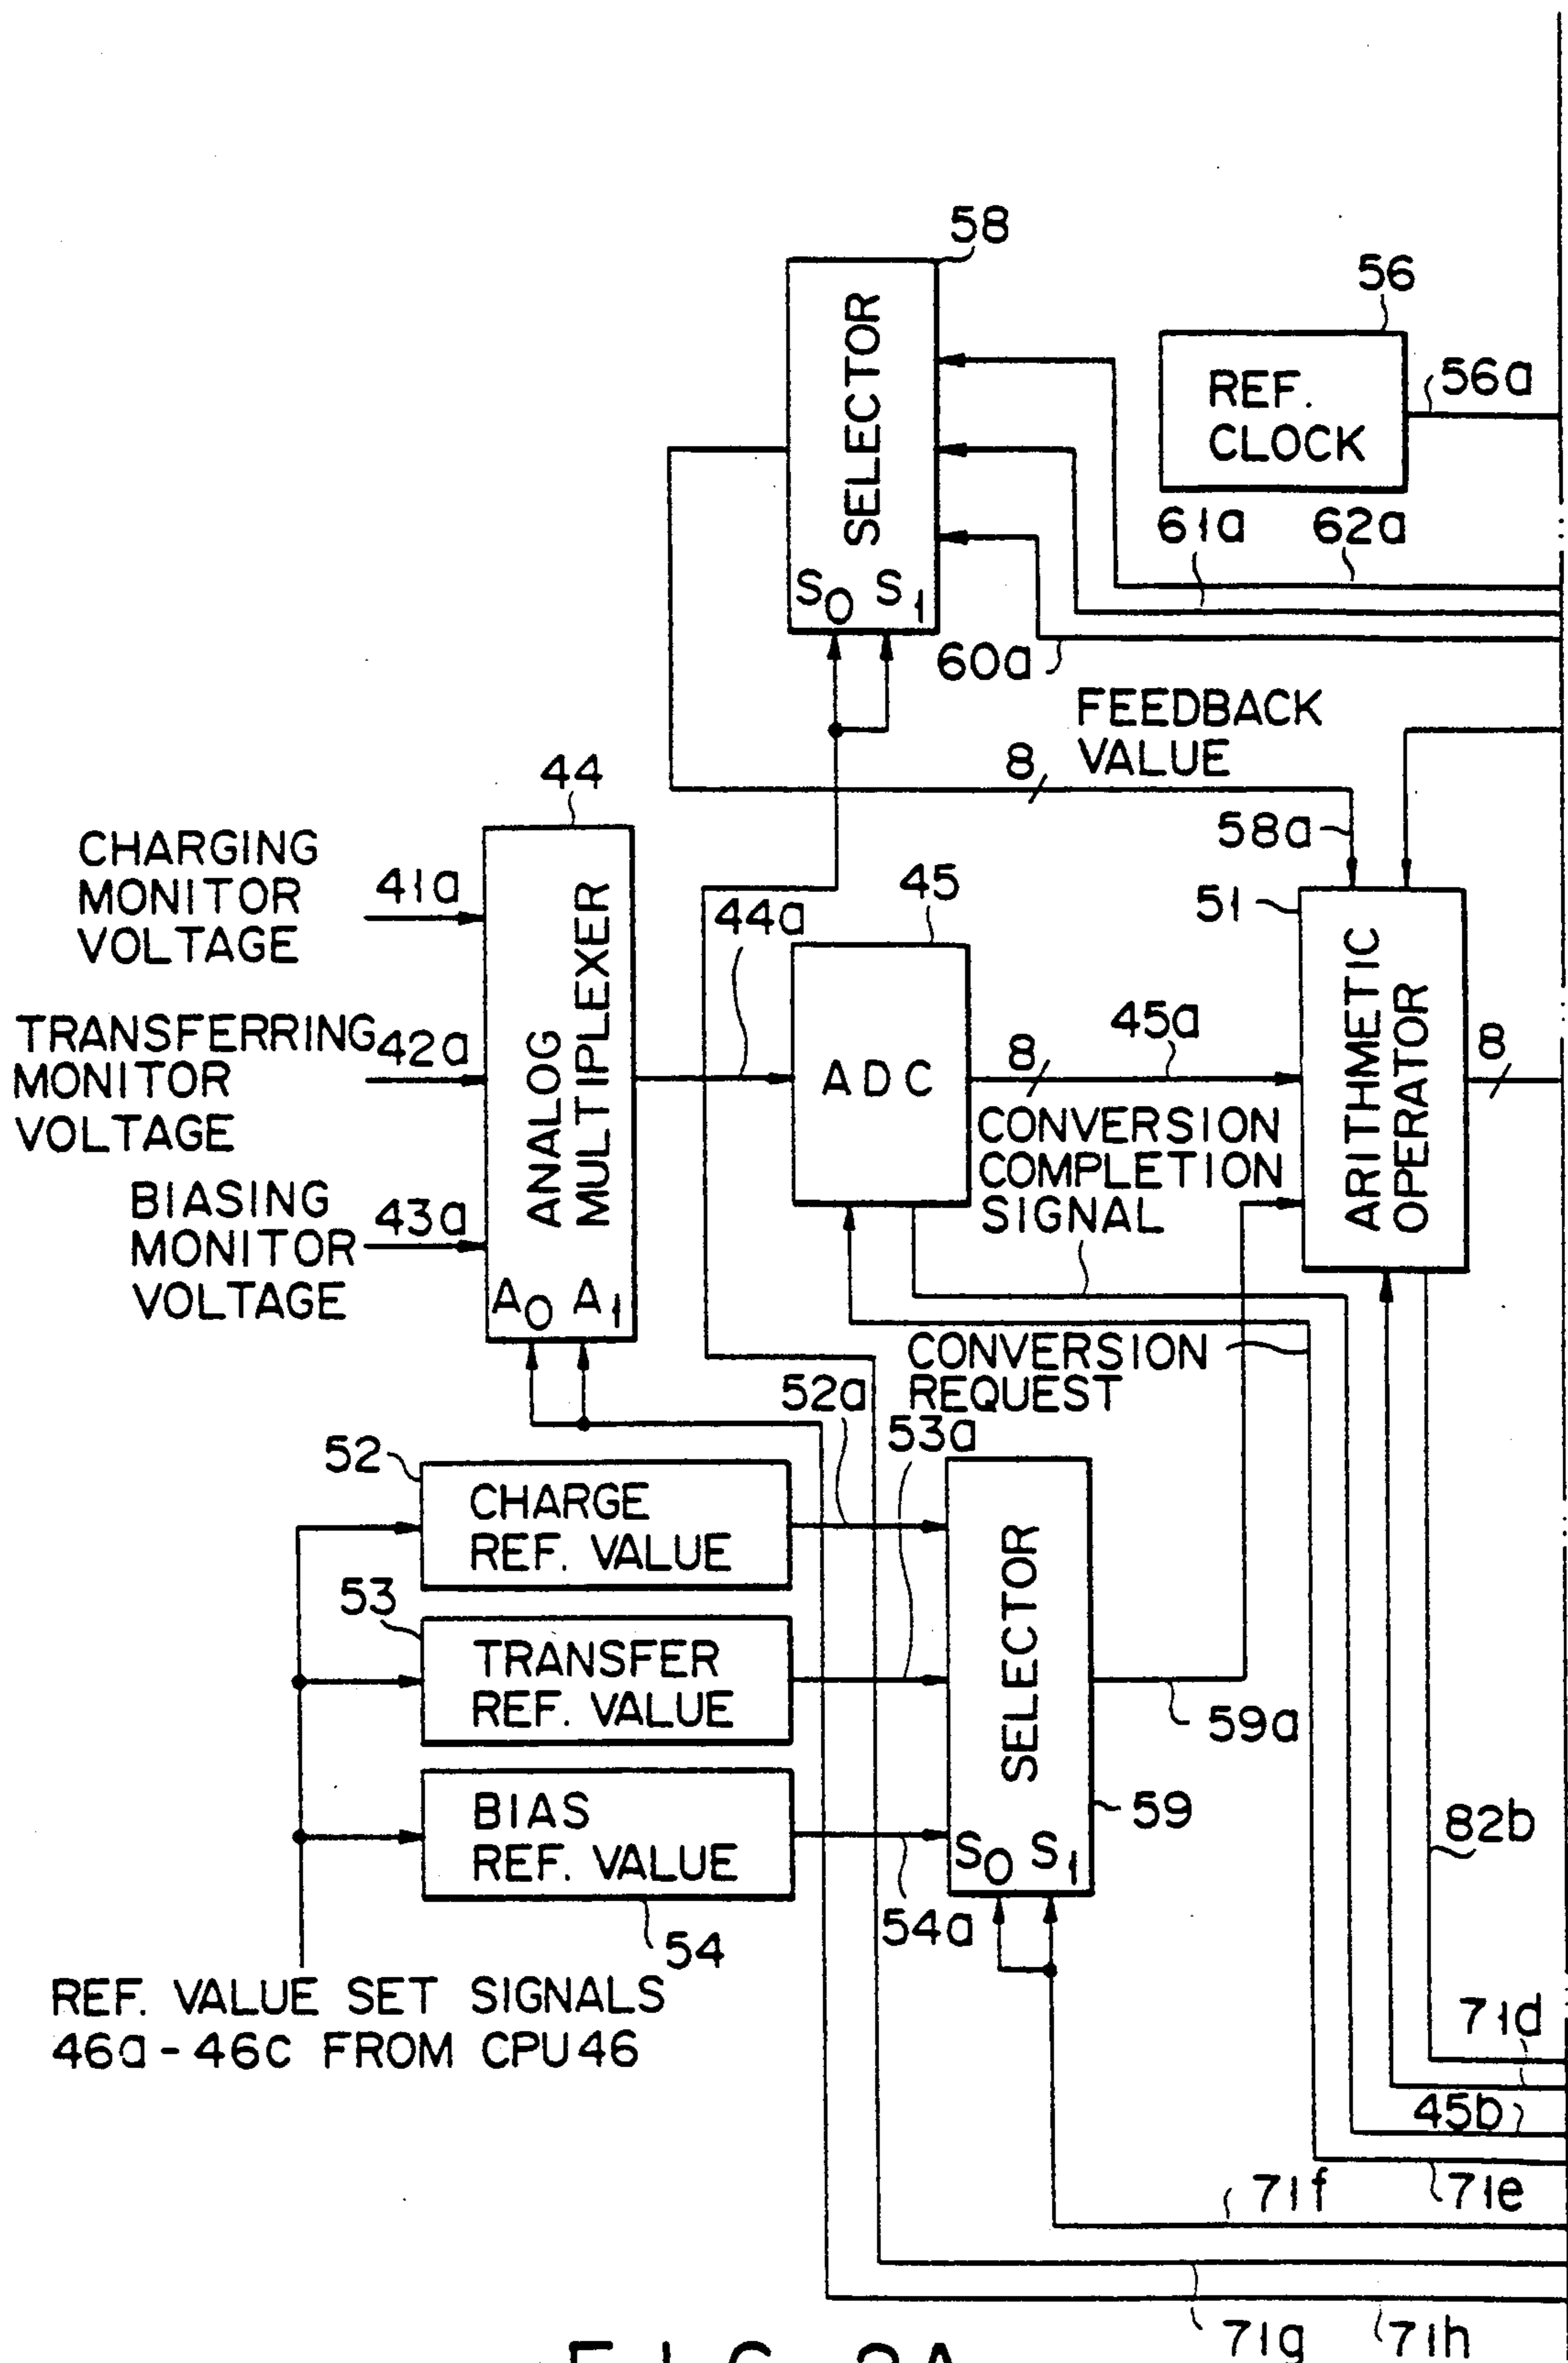 58
SELECTOR
S0 S1
56
REF.
CLOCK
56a
61a
62a
60a
FEEDBACK
VALUE
8
58a
44
CHARGING
MONITOR
VOLTAGE
41a
TRANSFERRING
MONITOR
VOLTAGE
42a
BIASING
MONITOR
VOLTAGE
43a
ANALOG
MULTIPLEXER
A0 A1
44a
45
ADC
8
45a
CONVERSION
COMPLETION
SIGNAL
51
ARITHMETIC
OPERATOR
8
CONVERSION
REQUEST
52a
53a
52
CHARGE
REF. VALUE
53
TRANSFER
REF. VALUE
BIAS
REF. VALUE
54
SELECTOR
S0 S1
59a
59
54a
82b
REF. VALUE SET SIGNALS
46a-46c FROM CPU46
71d
45b
71e
71f
71g
71h